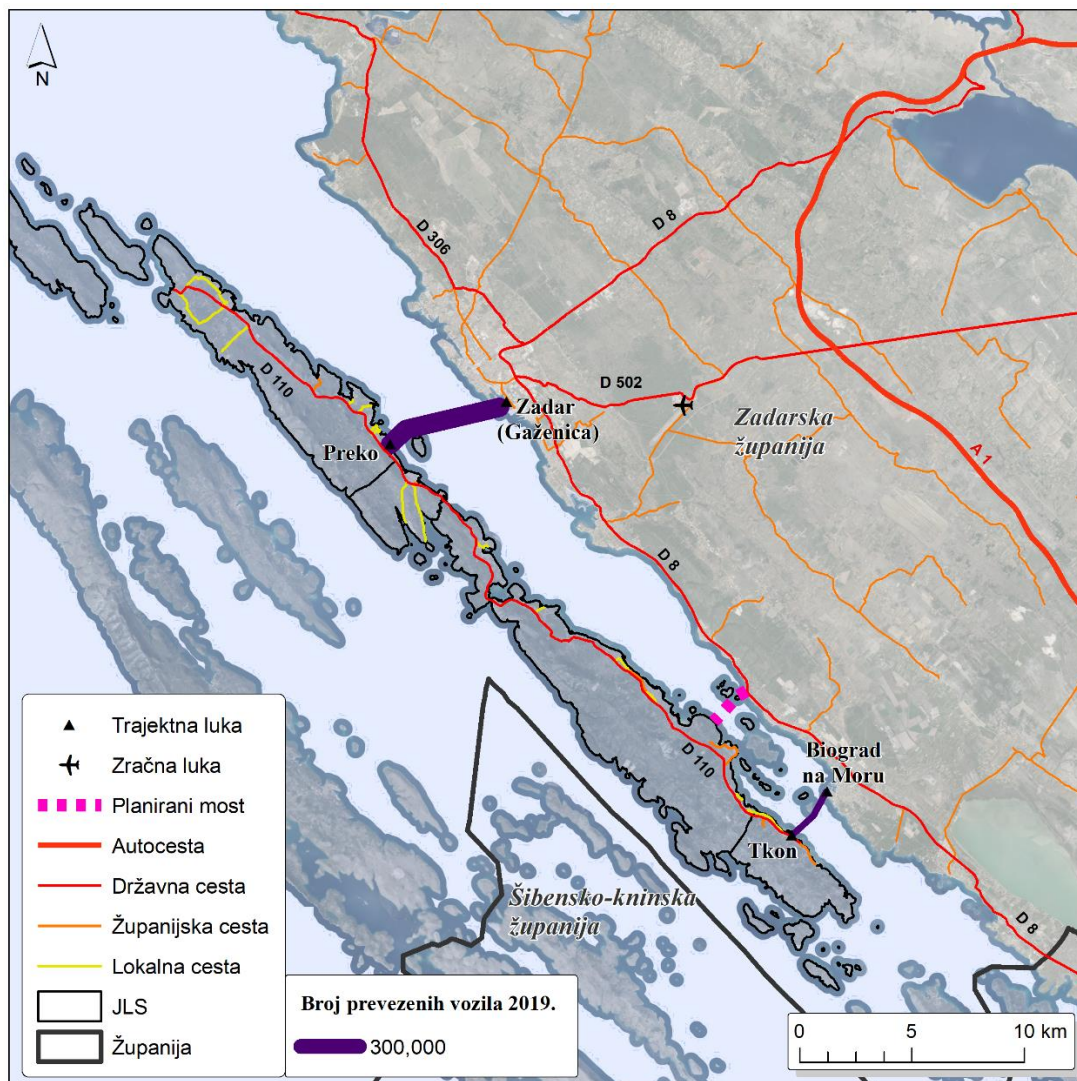 N
D 306
D 8
D 110
D 502
Zadar
(Gaženica)
Zadarska
županija
Preko
A 1
D 8
Biograd
na Moru
D 110
Tkon
Šibensko-kninska
županija
D 8
Trajektna luka
Zračna luka
Planirani most
Autocesta
Državna cesta
Županijska cesta
Lokalna cesta
JLS
Županija
Broj prevezenih vozila 2019.
300,000
0 5 10 km